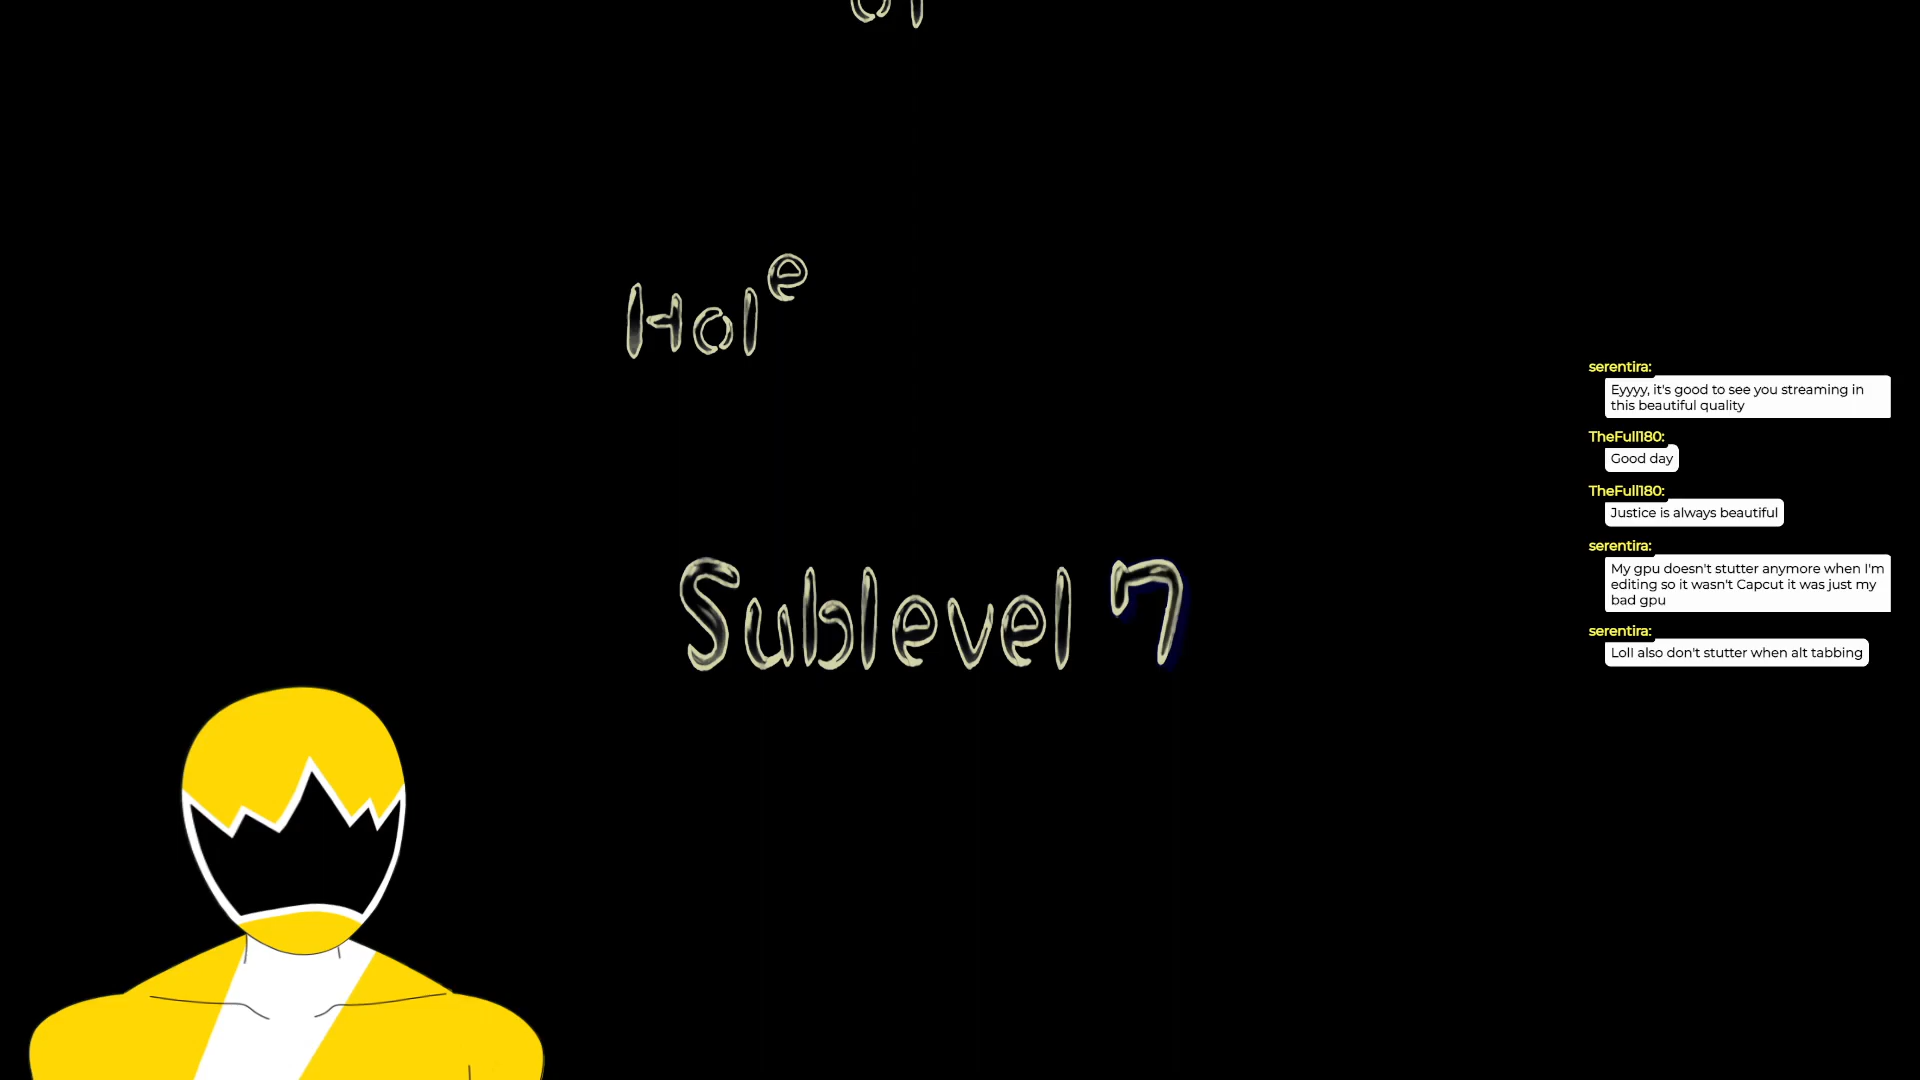 Hole
Sublevel 7
serentira:
Eyyyy, it's good to see you streaming in
this beautiful quality
TheFull180:
Good day
TheFull180:
Justice is always beautiful
serentira:
My gpu doesn't stutter anymore when I'm
editing so it wasn't Capcut it was just my
bad gpu
serentira:
Loll also don't stutter when alt tabbing